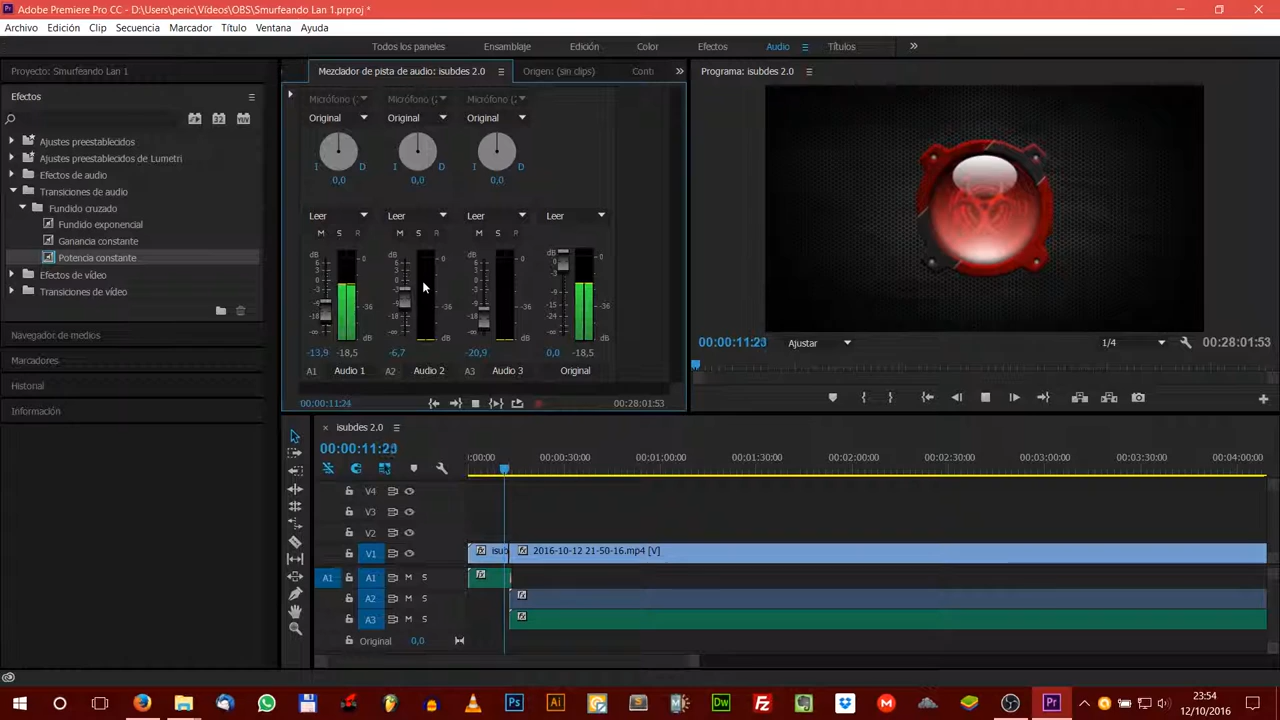 Adobe Premiere Pro CC - D:\Users\peric\Vídeos\OBS\Smurfeando Lan 1.prproj *
Archivo Edición Clip Secuencia Marcador Título Ventana Ayuda
Todos los paneles Ensamblaje Edición Color Efectos Audio Títulos
Proyecto: Smurfeando Lan 1
Efectos
Ajustes preestablecidos
Ajustes preestablecidos de Lumetri
Efectos de audio
Transiciones de audio
Fundido cruzado
Fundido exponencial
Ganancia constante
Potencia constante
Efectos de vídeo
Transiciones de vídeo
Navegador de medios
Marcadores
Historial
Información
Mezclador de pista de audio: isubdes 2.0 Origen: (sin clips) Conti
Micrófono (2 Micrófono (2 Micrófono (2
Original Original Original
I D I D I D
0,0 0,0 0,0
Leer Leer Leer Leer
M S R M S R M S R
-13,9 -18,5 -6,7 -20,9 0,0 -18,5
A1 Audio 1 A2 Audio 2 A3 Audio 3 Original
00:00:11:24 00:28:01:53
Programa: isubdes 2.0
00:00:11:23 Ajustar 1/4 00:28:01:53
isubdes 2.0
00:00:11:23
:00:00 00:00:30:00 00:01:00:00 00:01:30:00 00:02:00:00 00:02:30:00 00:03:00:00 00:03:30:00 00:04:00:00
V4
V3
V2
V1 V1 isub 2016-10-12 21-50-16.mp4 [V]
A1 A1 M S
A2 M S
A3 M S
Original 0,0
23:54
12/10/2016